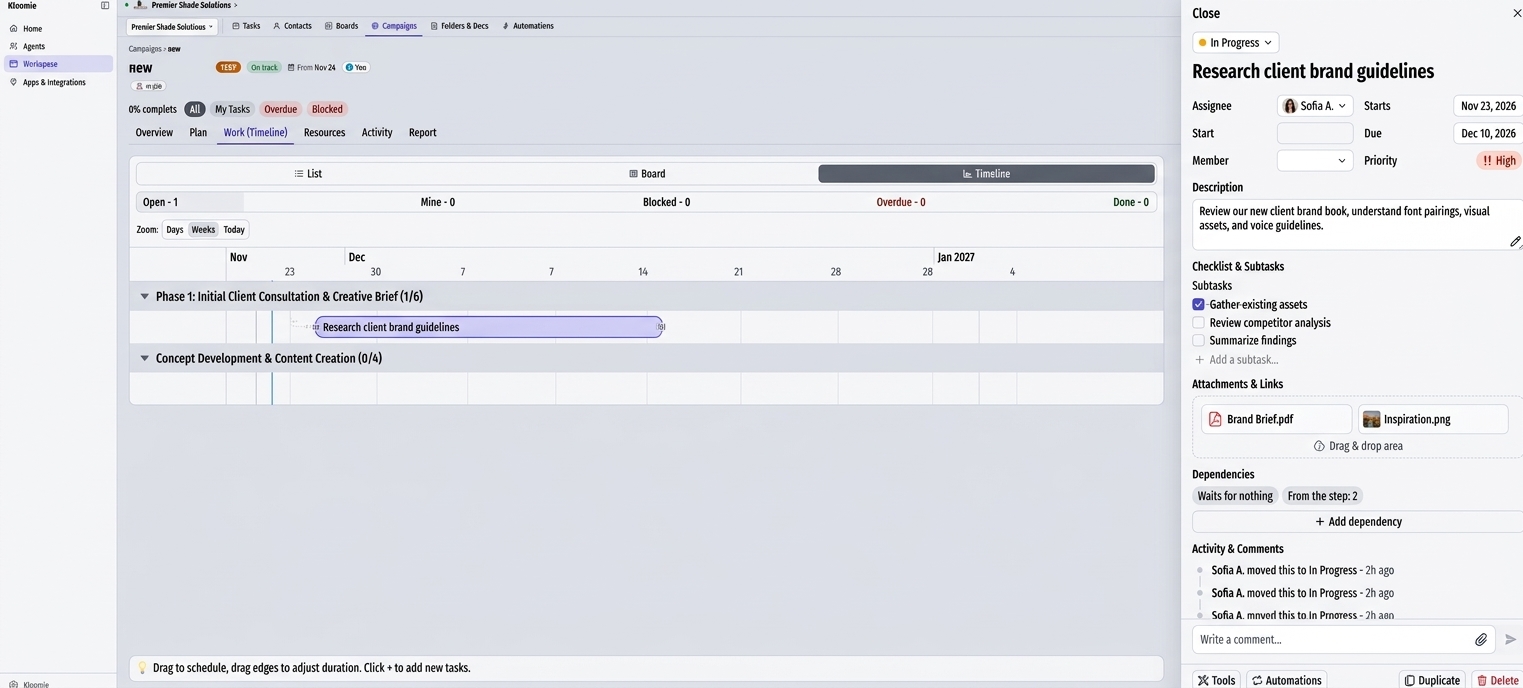 Kloomie
Home
Agents
Workspese
Apps & Integrations
Kloomie
Premier Shade Solutions >
Premier Shade Solutions
Tasks
Contacts
Boards
Campaigns
Folders & Decs
Automations
Campaigns > new
new
TESY
On track
From Nov 24
You
0% complets
All
My Tasks
Overdue
Blocked
Overview
Plan
Work (Timeline)
Resources
Activity
Report
List
Board
Timeline
Open - 1
Mine - 0
Blocked - 0
Overdue - 0
Done - 0
Zoom:
Days
Weeks
Today
Nov
Dec
Jan 2027
23
30
7
7
14
21
28
28
4
Phase 1: Initial Client Consultation & Creative Brief (1/6)
Research client brand guidelines
Concept Development & Content Creation (0/4)
Drag to schedule, drag edges to adjust duration. Click + to add new tasks.
Close
In Progress
Research client brand guidelines
Assignee
Sofia A.
Starts
Nov 23, 2026
Start
Due
Dec 10, 2026
Member
Priority
!! High
Description
Review our new client brand book, understand font pairings, visual
assets, and voice guidelines.
Checklist & Subtasks
Subtasks
Gather existing assets
Review competitor analysis
Summarize findings
+ Add a subtask...
Attachments & Links
Brand Brief.pdf
Inspiration.png
Drag & drop area
Dependencies
Waits for nothing
From the step: 2
+ Add dependency
Activity & Comments
Sofia A. moved this to In Progress - 2h ago
Sofia A. moved this to In Progress - 2h ago
Sofia A. moved this to In Progress - 2h ago
Write a comment...
Tools
Automations
Duplicate
Delete